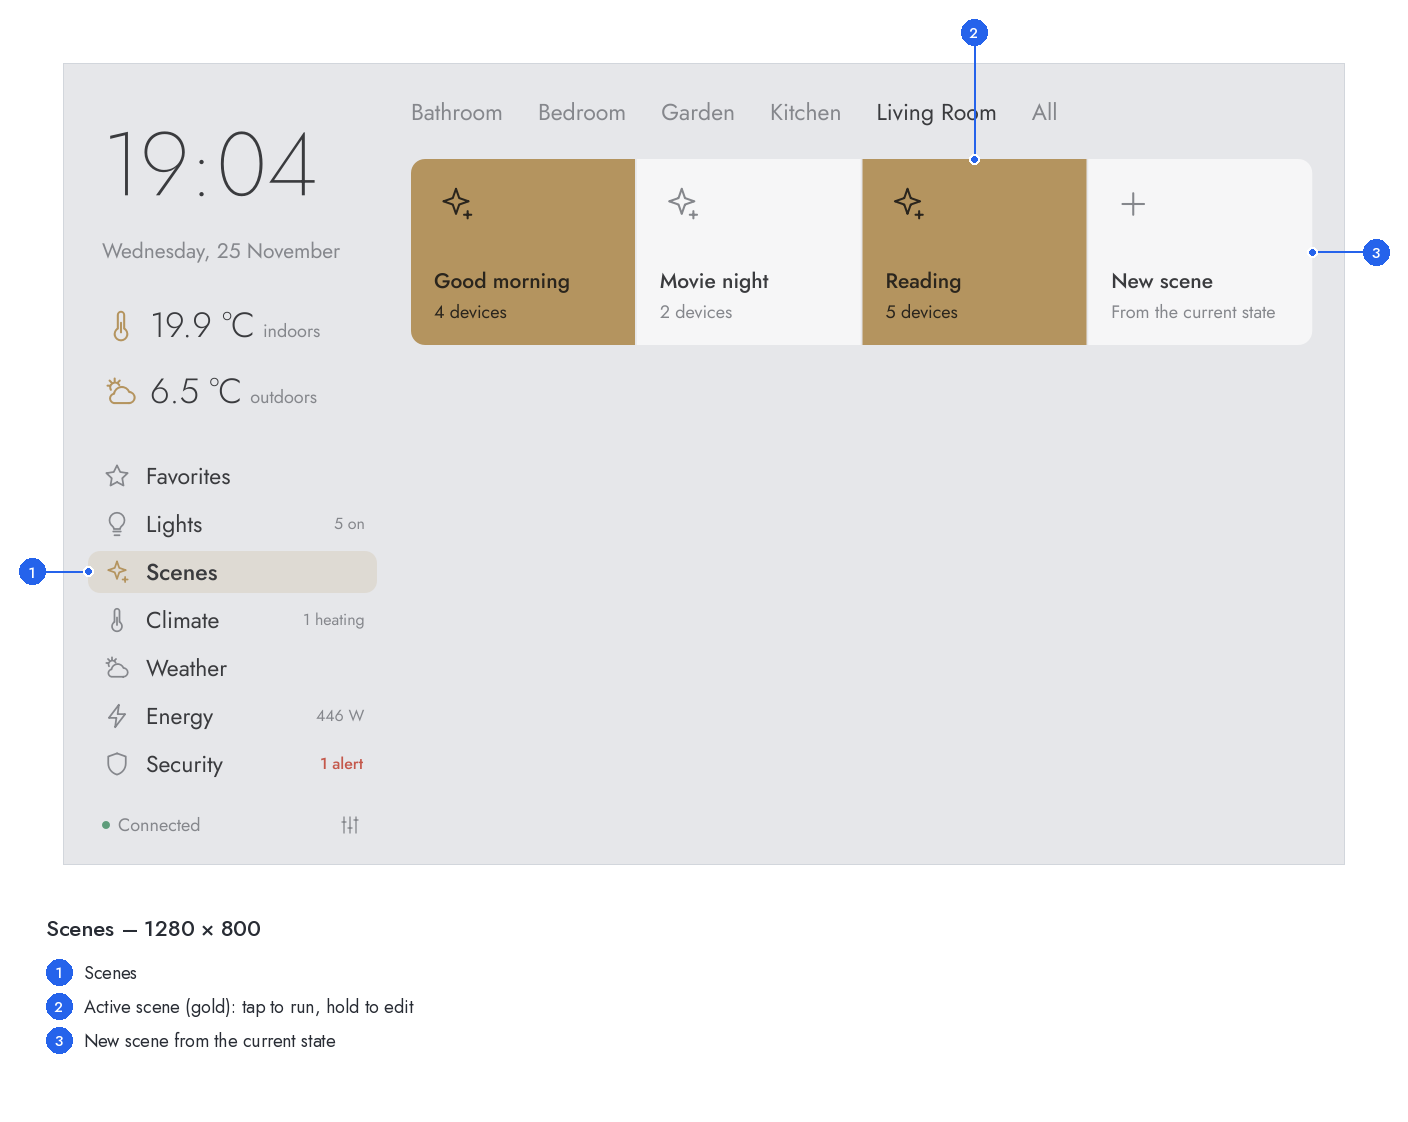 2
Bathroom Bedroom Garden Kitchen Living Room All
19:04
Wednesday, 25 November
19.9 °C indoors
6.5 °C outdoors
Good morning
4 devices
Movie night
2 devices
Reading
5 devices
New scene
From the current state
3
Favorites
Lights 5 on
1
Scenes
Climate 1 heating
Weather
Energy 446 W
Security 1 alert
Connected
Scenes – 1280 × 800
1 Scenes
2 Active scene (gold): tap to run, hold to edit
3 New scene from the current state